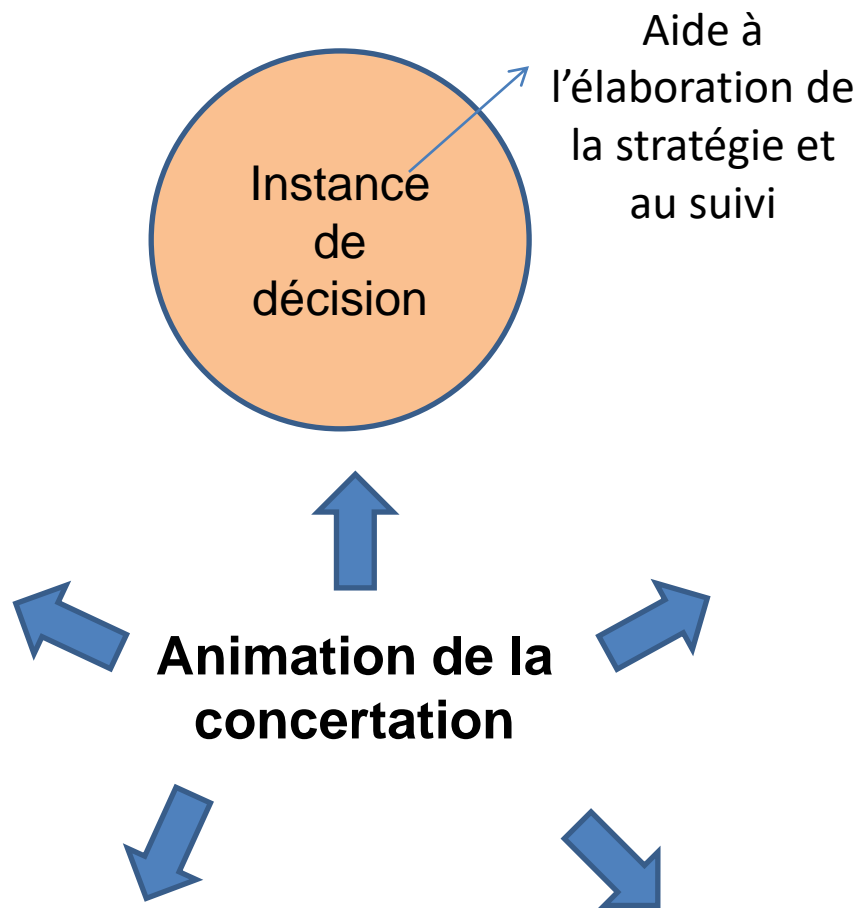 Aide à
l’élaboration de
la stratégie et
au suivi
Instance
de
décision
Animation de la
concertation